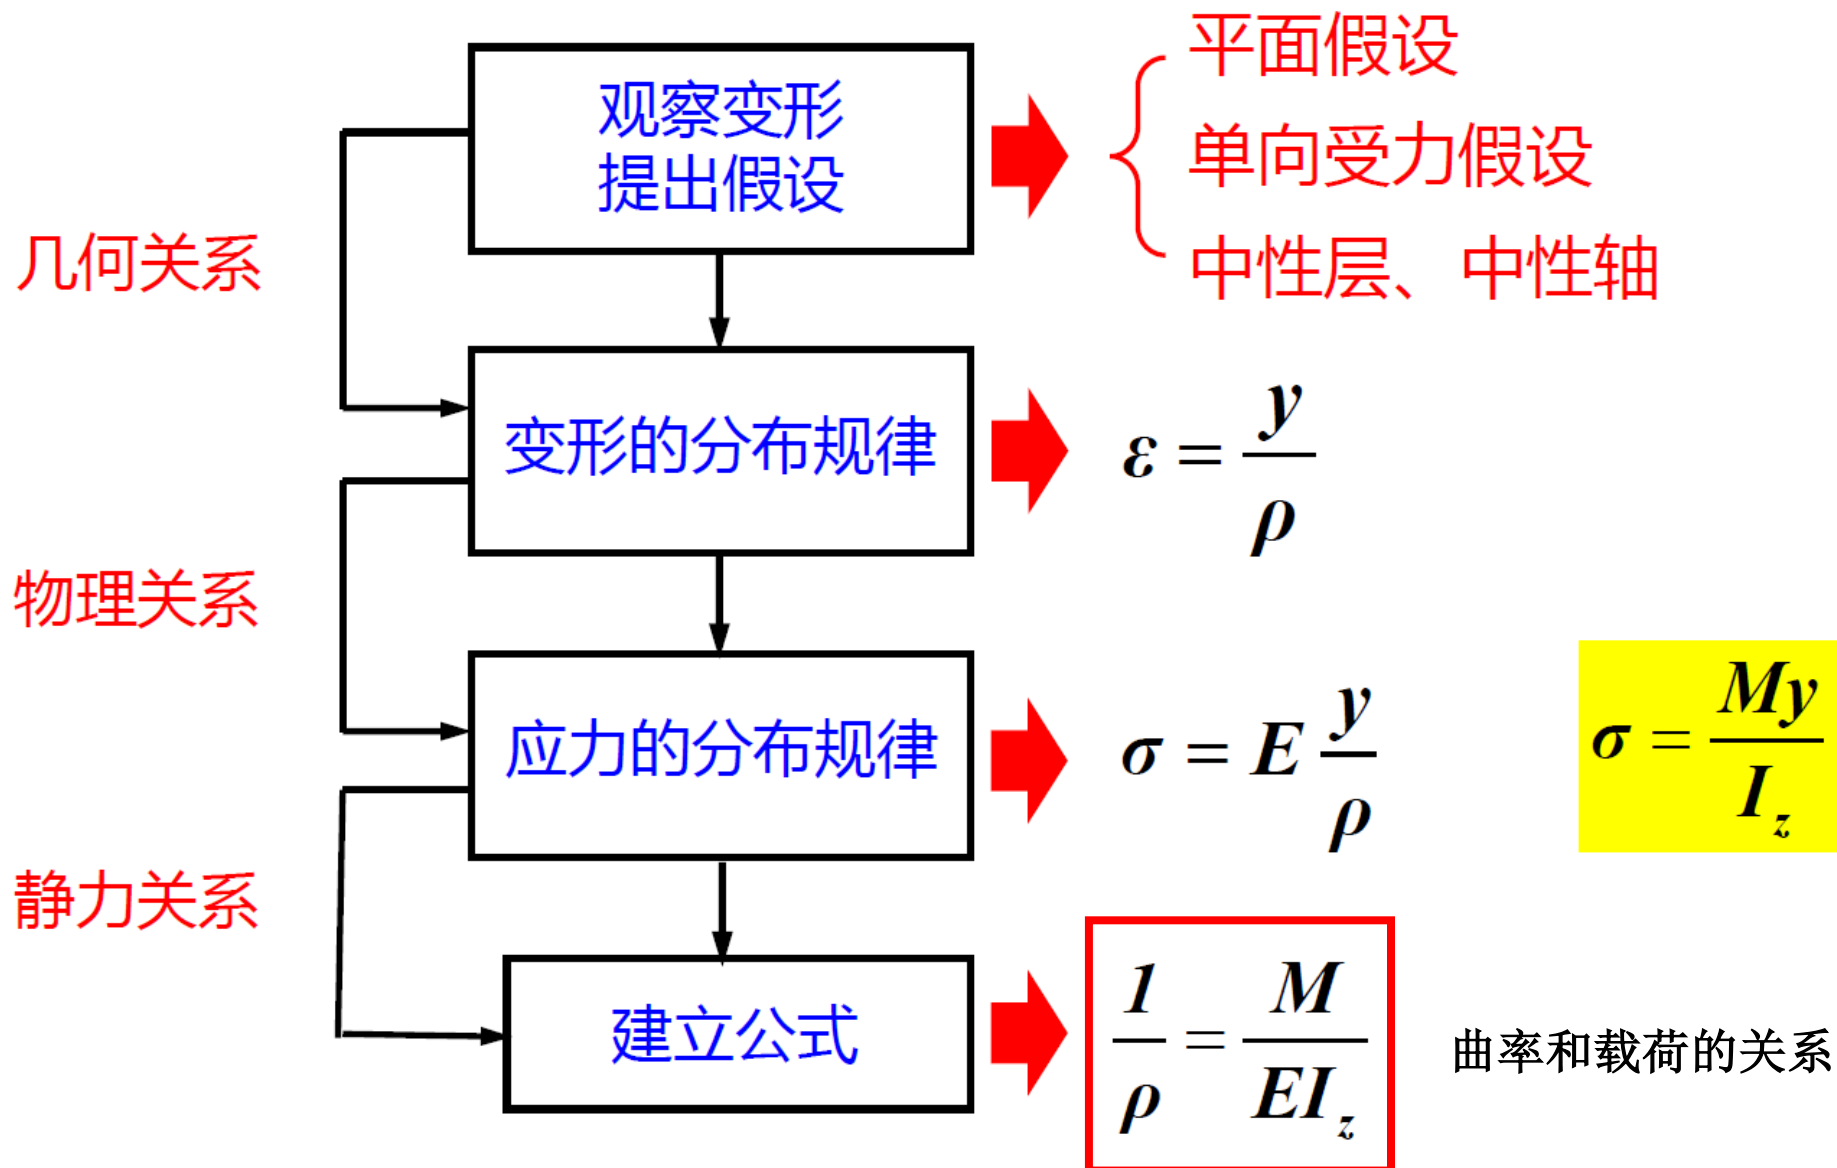 观察变形
提出假设
平面假设
单向受力假设
中性层、中性轴
几何关系
变形的分布规律
ε = y/ρ
物理关系
应力的分布规律
σ = E y/ρ
σ = My/I_z
静力关系
建立公式
1/ρ = M/EI_z
曲率和载荷的关系